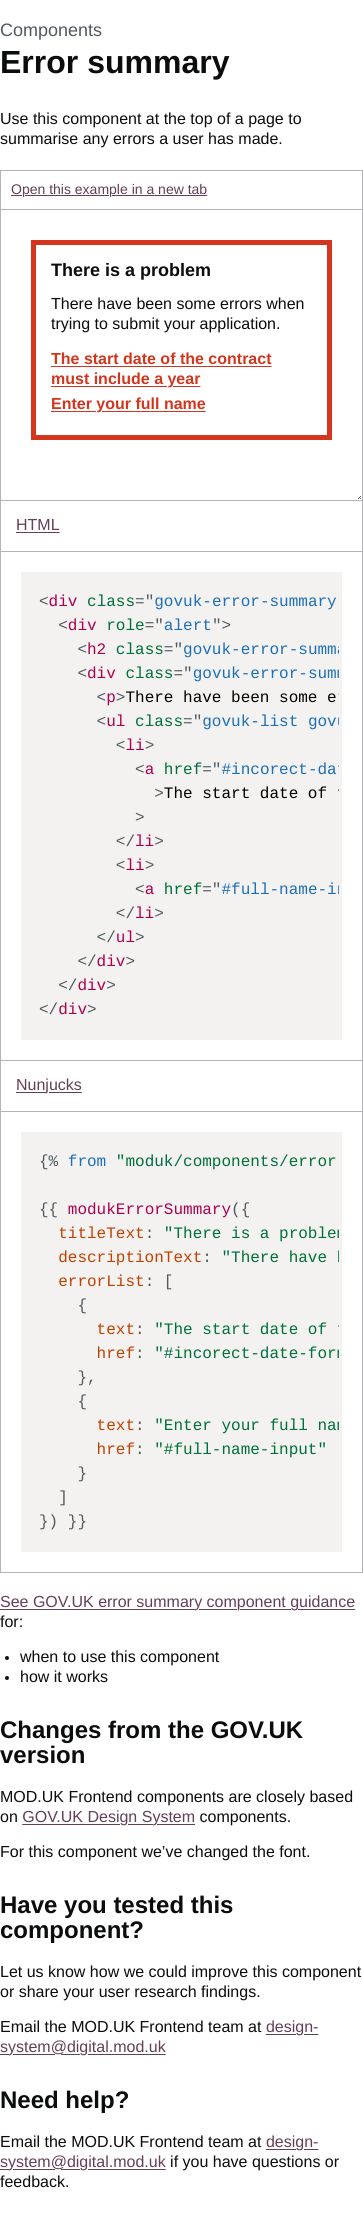 Components
Error summary
Use this component at the top of a page to
summarise any errors a user has made.
Open this example in a new tab
There is a problem
There have been some errors when
trying to submit your application.
The start date of the contract
must include a year
Enter your full name
HTML
<div class="govuk-error-summary
  <div role="alert">
    <h2 class="govuk-error-summa
    <div class="govuk-error-sum
      <p>There have been some e
      <ul class="govuk-list gov
        <li>
          <a href="#incorect-da
            >The start date of
          >
        </li>
        <li>
          <a href="#full-name-i
        </li>
      </ul>
    </div>
  </div>
</div>
Nunjucks
{% from "moduk/components/error
{{ modukErrorSummary({
  titleText: "There is a proble
  descriptionText: "There have
  errorList: [
    {
      text: "The start date of
      href: "#incorect-date-for
    },
    {
      text: "Enter your full na
      href: "#full-name-input"
    }
  ]
}) }}
See GOV.UK error summary component guidance
for:
• when to use this component
• how it works
Changes from the GOV.UK
version
MOD.UK Frontend components are closely based
on GOV.UK Design System components.
For this component we’ve changed the font.
Have you tested this
component?
Let us know how we could improve this component
or share your user research findings.
Email the MOD.UK Frontend team at design-
system@digital.mod.uk
Need help?
Email the MOD.UK Frontend team at design-
system@digital.mod.uk if you have questions or
feedback.